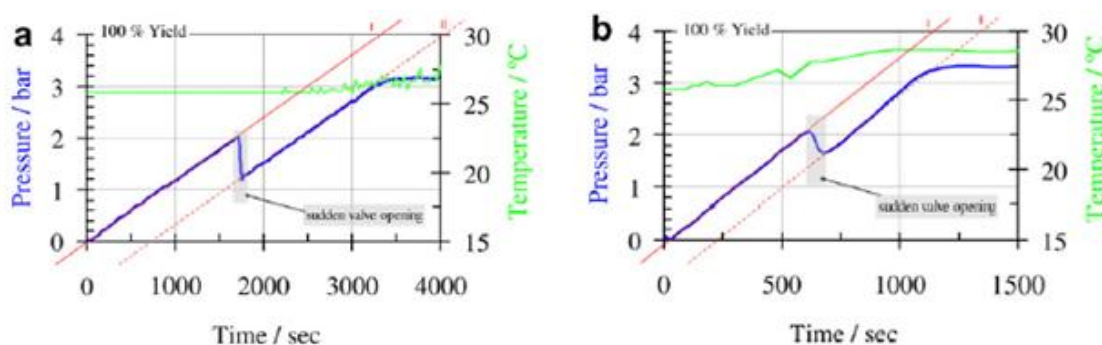 a
100 % Yield
I
II
Pressure / bar
4
3
2
1
0
Temperature / °C
30
25
20
15
sudden valve opening
0 1000 2000 3000 4000
Time / sec
b
100 % Yield
I
II
Pressure / bar
4
3
2
1
0
Temperature / °C
30
25
20
15
sudden valve opening
0 500 1000 1500
Time / sec